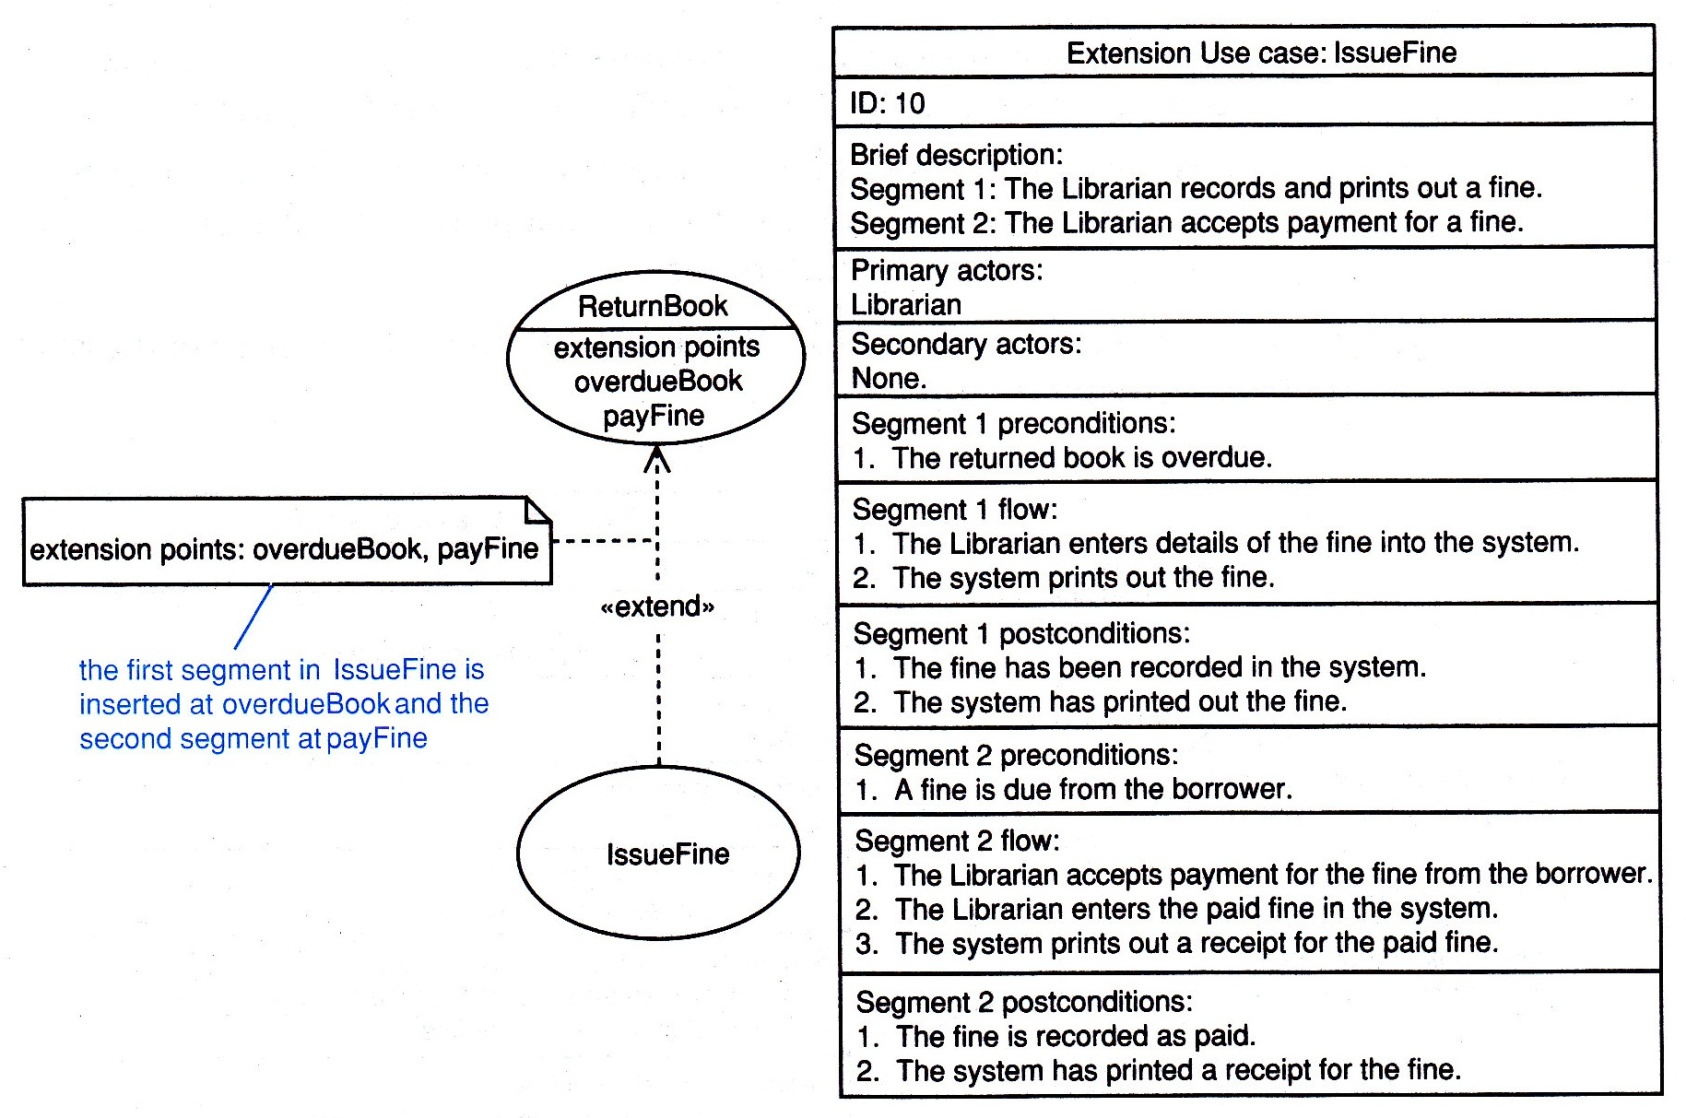 ReturnBook
extension points
overdueBook
payFine
extension points: overdueBook, payFine
«extend»
the first segment in IssueFine is
inserted at overdueBook and the
second segment at payFine
IssueFine
Extension Use case: IssueFine
ID: 10
Brief description:
Segment 1: The Librarian records and prints out a fine.
Segment 2: The Librarian accepts payment for a fine.
Primary actors:
Librarian
Secondary actors:
None.
Segment 1 preconditions:
1. The returned book is overdue.
Segment 1 flow:
1. The Librarian enters details of the fine into the system.
2. The system prints out the fine.
Segment 1 postconditions:
1. The fine has been recorded in the system.
2. The system has printed out the fine.
Segment 2 preconditions:
1. A fine is due from the borrower.
Segment 2 flow:
1. The Librarian accepts payment for the fine from the borrower.
2. The Librarian enters the paid fine in the system.
3. The system prints out a receipt for the paid fine.
Segment 2 postconditions:
1. The fine is recorded as paid.
2. The system has printed a receipt for the fine.